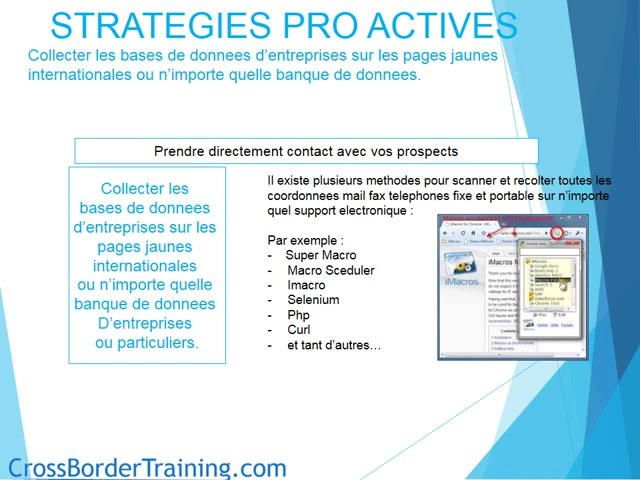 STRATEGIES PRO ACTIVES
Collecter les bases de donnees d’entreprises sur les pages jaunes
internationales ou n’importe quelle banque de donnees.
Prendre directement contact avec vos prospects
Collecter les
bases de donnees
d’entreprises sur les
pages jaunes
internationales
ou n’importe quelle
banque de donnees
D’entreprises
ou particuliers.
Il existe plusieurs methodes pour scanner et recolter toutes les
coordonnees mail fax telephones fixe et portable sur n’importe
quel support electronique :
Par exemple :
- Super Macro
- Macro Sceduler
- Imacro
- Selenium
- Php
- Curl
- et tant d’autres…
iMacros
iMacros fo
CrossBorderTraining.com